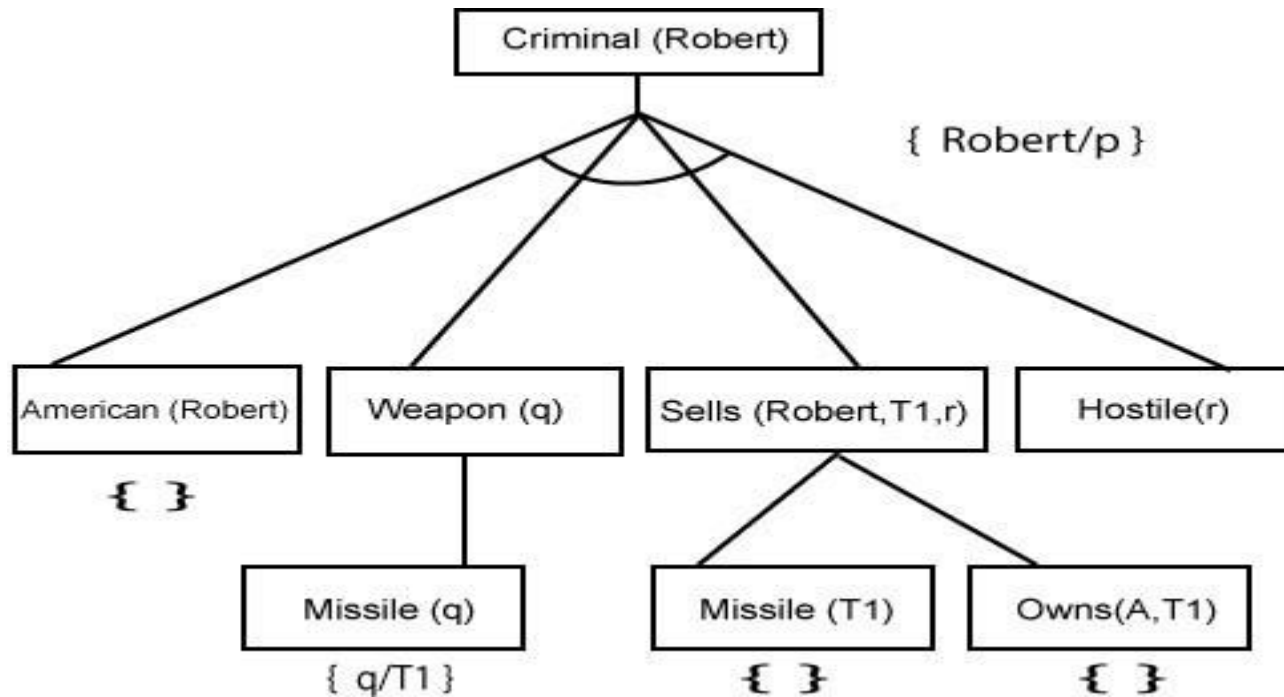 Criminal (Robert)
{ Robert/p }
American (Robert)
Weapon (q)
Sells (Robert,T1,r)
Hostile(r)
{ }
Missile (q)
Missile (T1)
Owns(A,T1)
{ q/T1 }
{ }
{ }